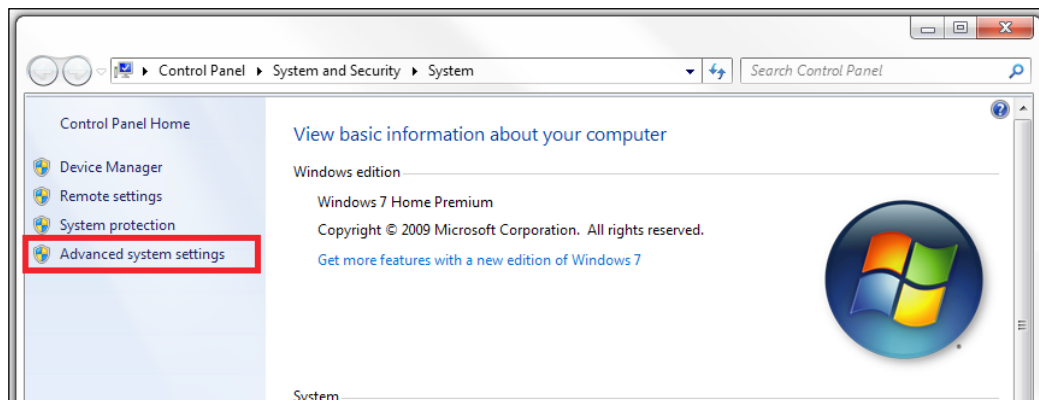 Control Panel ▸ System and Security ▸ System
Search Control Panel
Control Panel Home
Device Manager
Remote settings
System protection
Advanced system settings
View basic information about your computer
Windows edition
Windows 7 Home Premium
Copyright © 2009 Microsoft Corporation. All rights reserved.
Get more features with a new edition of Windows 7
System